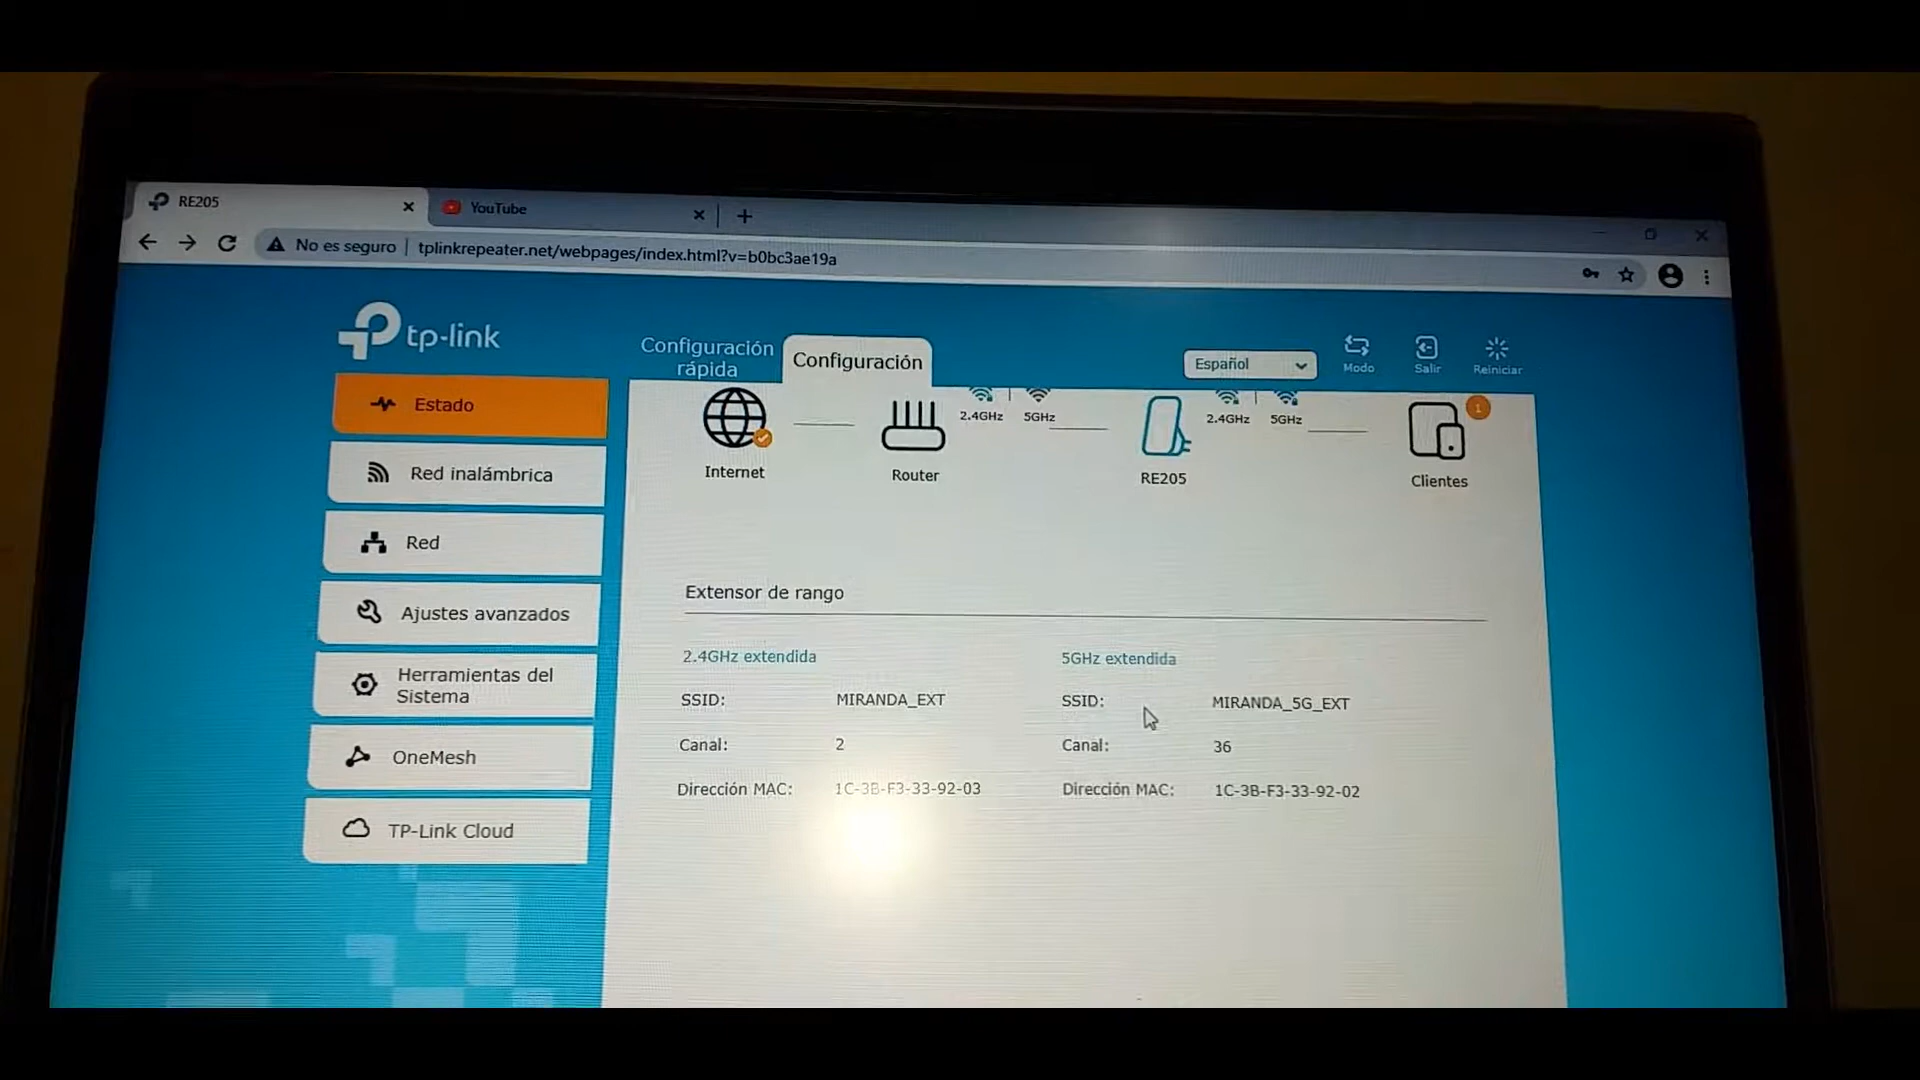 RE205
YouTube
No es seguro | tplinkrepeater.net/webpages/index.html?v=b0bc3ae19a
tp-link
Configuración
rápida
Configuración
Español
Modo
Salir
Reiniciar
Estado
Red inalámbrica
Red
Ajustes avanzados
Herramientas del
Sistema
OneMesh
TP-Link Cloud
Internet
Router
2.4GHz
5GHz
RE205
2.4GHz
5GHz
1
Clientes
Extensor de rango
2.4GHz extendida
SSID: MIRANDA_EXT
Canal: 2
Dirección MAC: 1C-3B-F3-33-92-03
5GHz extendida
SSID: MIRANDA_5G_EXT
Canal: 36
Dirección MAC: 1C-3B-F3-33-92-02